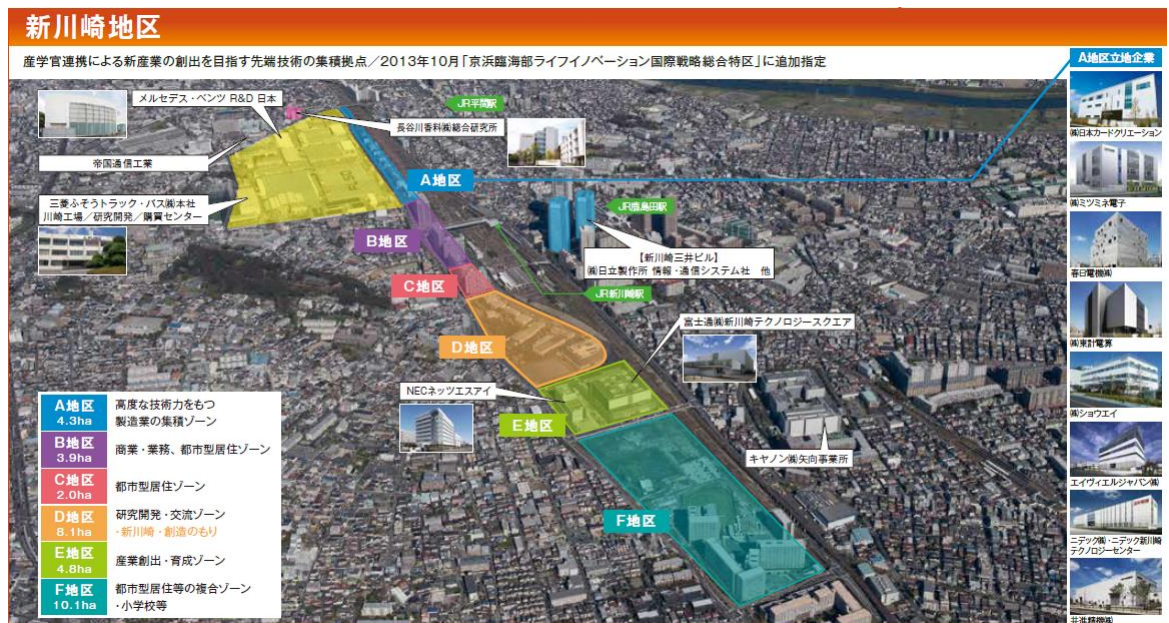 新川崎地区
産学官連携による新産業の創出を目指す先端技術の集積拠点／2013年10月「京浜臨海部ライフイノベーション国際戦略総合特区」に追加指定
A地区立地企業
メルセデス・ベンツ R&D 日本
JR平間駅
長谷川香料㈱総合研究所
帝国通信工業
A地区
三菱ふそうトラック・バス㈱本社
川崎工場／研究開発／購買センター
JR鹿島田駅
B地区
【新川崎三井ビル】
㈱日立製作所 情報・通信システム社 他
C地区
JR新川崎駅
富士通㈱新川崎テクノロジースクエア
D地区
NECネッツエスアイ
E地区
キヤノン㈱矢向事業所
F地区
A地区
4.3ha
高度な技術力をもつ
製造業の集積ゾーン
B地区
3.9ha
商業・業務、都市型居住ゾーン
C地区
2.0ha
都市型居住ゾーン
D地区
8.1ha
研究開発・交流ゾーン
・新川崎・創造のもり
E地区
4.8ha
産業創出・育成ゾーン
F地区
10.1ha
都市型居住等の複合ゾーン
・小学校等
㈱日本カードクリエーション
㈱ミツミネ電子
春日電機㈱
㈱東計電算
㈱ショウエイ
エイヴィエルジャパン㈱
ニデック㈱・ニデック新川崎
テクノロジーセンター
井進精機㈱